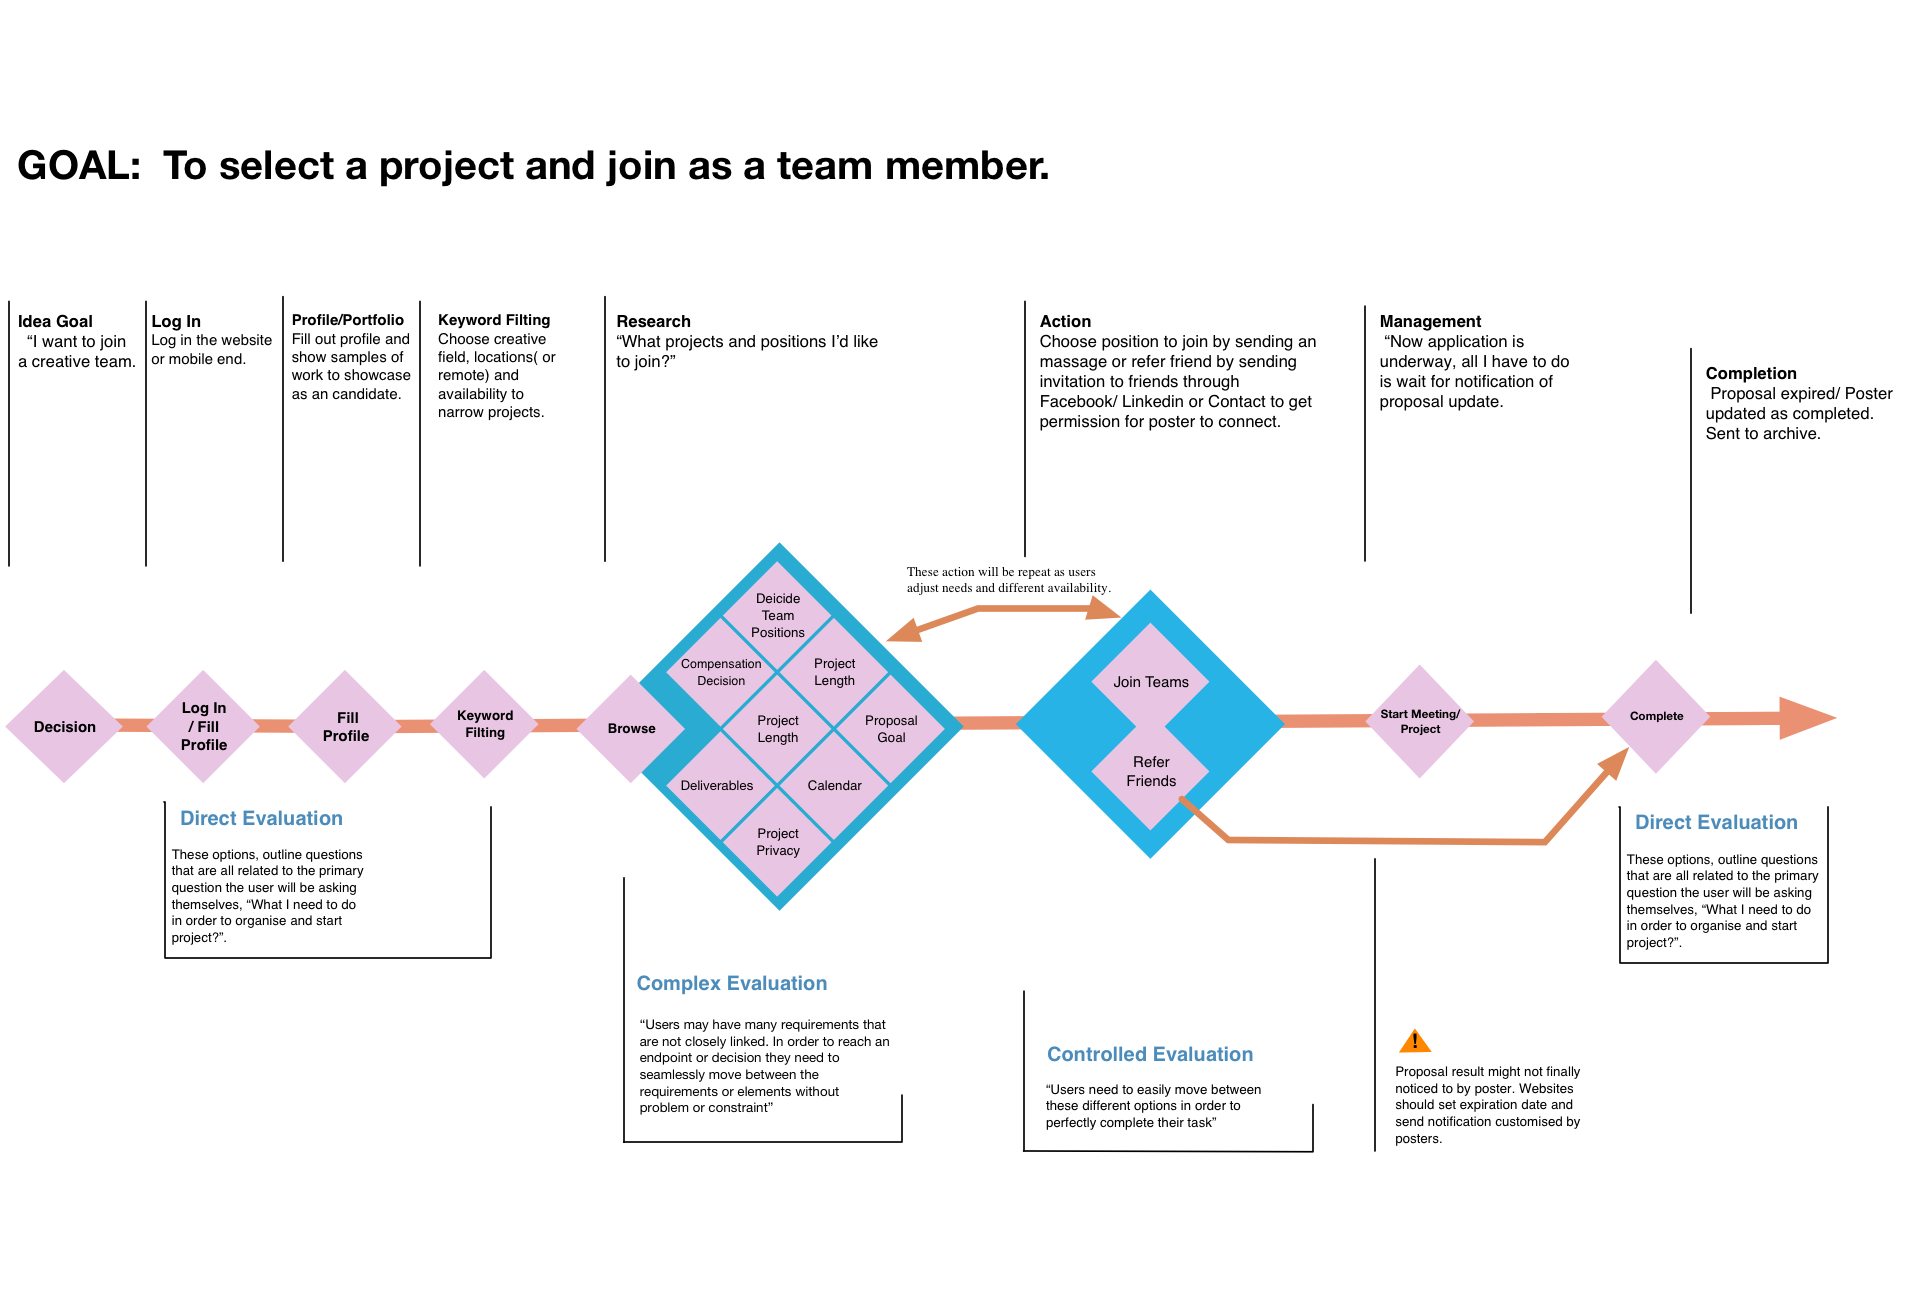 GOAL:  To select a project and join as a team member.
Idea Goal
“I want to join
a creative team.
Log In
Log in the website
or mobile end.
Profile/Portfolio
Fill out profile and
show samples of
work to showcase
as an candidate.
Keyword Filting
Choose creative
field, locations( or
remote) and
availability to
narrow projects.
Research
“What projects and positions I’d like
to join?”
Action
Choose position to join by sending an
massage or refer friend by sending
invitation to friends through
Facebook/ Linkedin or Contact to get
permission for poster to connect.
Management
“Now application is
underway, all I have to do
is wait for notification of
proposal update.
Completion
Proposal expired/ Poster
updated as completed.
Sent to archive.
These action will be repeat as users
adjust needs and different availability.
Decision
Log In
/ Fill
Profile
Fill
Profile
Keyword
Filting
Browse
Deicide
Team
Positions
Compensation
Decision
Project
Length
Project
Length
Proposal
Goal
Deliverables
Calendar
Project
Privacy
Join Teams
Refer
Friends
Start Meeting/
Project
Complete
Direct Evaluation
These options, outline questions
that are all related to the primary
question the user will be asking
themselves, “What I need to do
in order to organise and start
project?”.
Complex Evaluation
“Users may have many requirements that
are not closely linked. In order to reach an
endpoint or decision they need to
seamlessly move between the
requirements or elements without
problem or constraint”
Controlled Evaluation
“Users need to easily move between
these different options in order to
perfectly complete their task”
!
Proposal result might not finally
noticed to by poster. Websites
should set expiration date and
send notification customised by
posters.
Direct Evaluation
These options, outline questions
that are all related to the primary
question the user will be asking
themselves, “What I need to do
in order to organise and start
project?”.